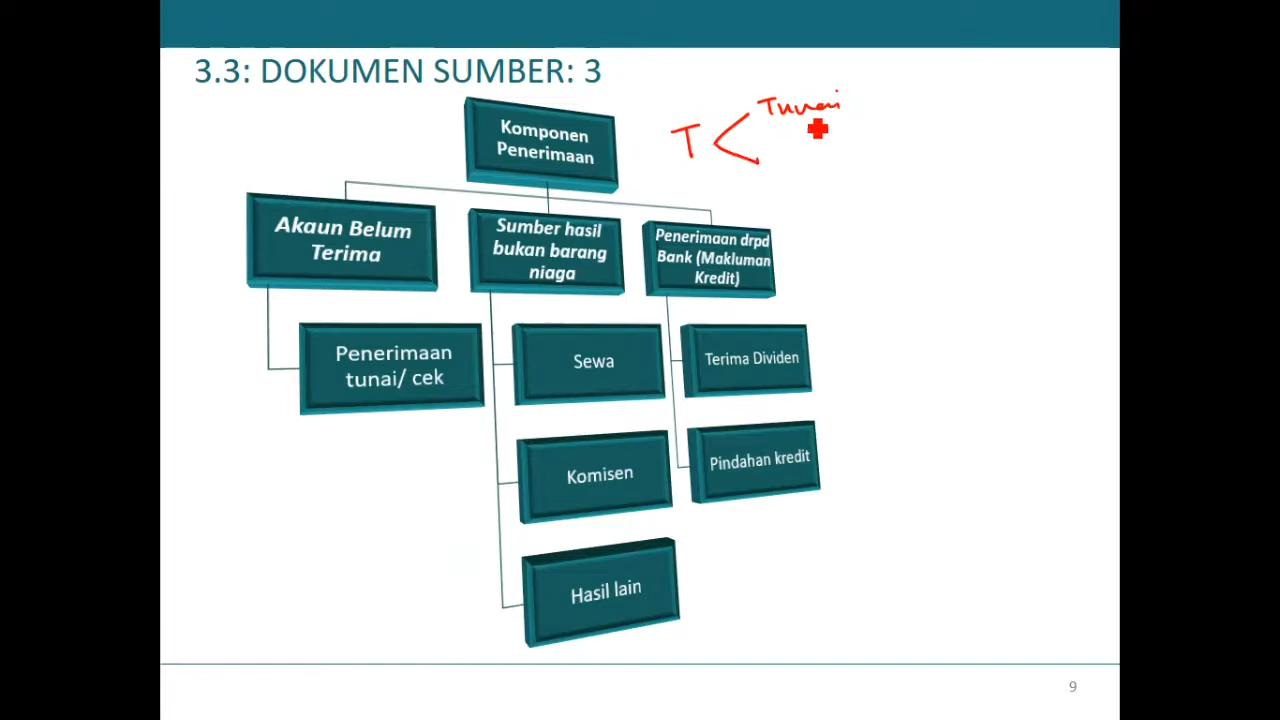 3.3: DOKUMEN SUMBER: 3
Komponen
Penerimaan
T
Tunai
Akaun Belum
Terima
Sumber hasil
bukan barang
niaga
Penerimaan drpd
Bank (Makluman
Kredit)
Penerimaan
tunai/ cek
Sewa
Terima Dividen
Komisen
Pindahan kredit
Hasil lain
9